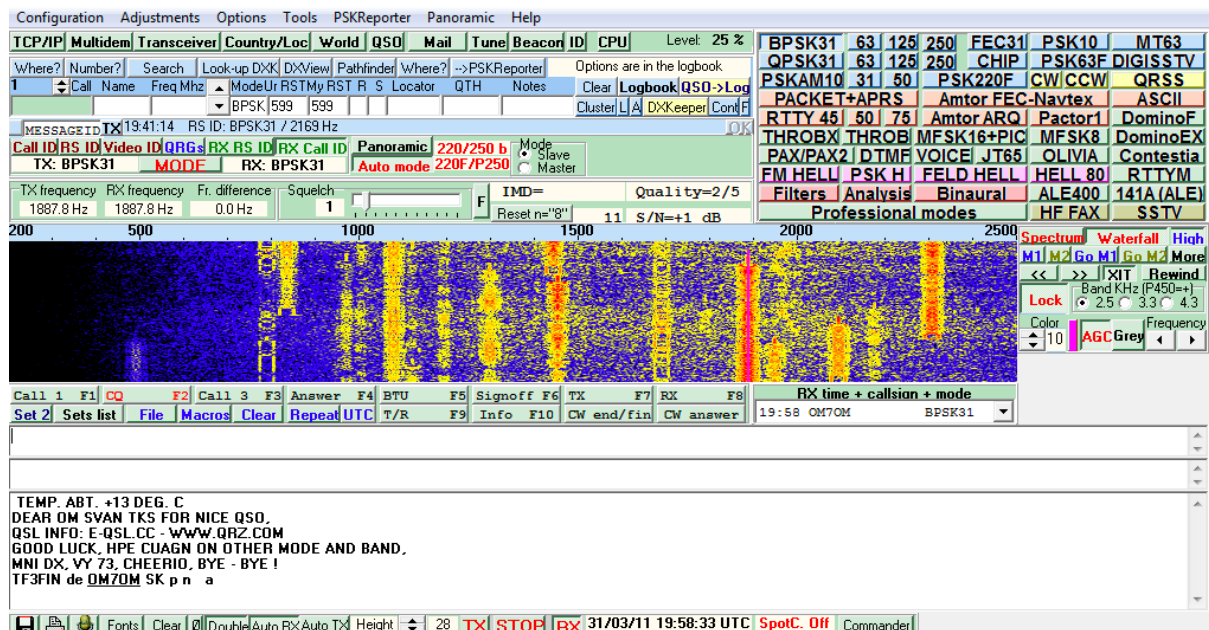 Configuration Adjustments Options Tools PSKReporter Panoramic Help
TCP/IP Multidem Transceiver Country/Loc World QSO Mail Tune Beacon ID CPU Level: 25 %
Where? Number? Search Look-up DXK DXView Pathfinder Where? -->PSKReporter Options are in the logbook
1 Call Name Freq Mhz Mode Ur RST My RST R S Locator QTH Notes Clear Logbook QSO->Log
BPSK 599 599 Cluster L A DXKeeper Cont F
MESSAGEID TX 19:41:14 RS ID: BPSK31 / 2169 Hz OK
Call ID RS ID Video ID QRGs RX RS ID RX Call ID Panoramic 220/250 b Mode Slave
TX: BPSK31 MODE RX: BPSK31 Auto mode 220F/P250 Master
TX frequency RX frequency Fr. difference Squelch IMD= Quality=2/5
1887.8 Hz 1887.8 Hz 0.0 Hz 1 F Reset n="8" 11 S/N=+1 dB
BPSK31 63 125 250 FEC31 PSK10 MT63
QPSK31 63 125 250 CHIP PSK63F DIGISSTV
PSKAM10 31 50 PSK220F CW CCW QRSS
PACKET+APRS Amtor FEC-Navtex ASCII
RTTY 45 50 75 Amtor ARQ Pactor1 DominoF
THROBX THROB MFSK16+PIC MFSK8 DominoEX
PAX/PAX2 DTMF VOICE JT65 OLIVIA Contestia
FM HELL PSK H FELD HELL HELL 80 RTTYM
Filters Analysis Binaural ALE400 141A (ALE)
Professional modes HF FAX SSTV
200 500 1000 1500 2000 2500
Spectrum Waterfall High
M1 M2 Go M1 Go M2 More
<< >> XIT Rewind
Band KHz (P450=+)
Lock 2.5 3.3 4.3
Color Frequency
10 AGC Grey
Call 1 F1 CQ F2 Call 3 F3 Answer F4 BTU F5 Signoff F6 TX F7 RX F8 RX time + callsign + mode
Set 2 Sets list File Macros Clear Repeat UTC T/R F9 Info F10 CW end/fin CW answer 19:58 OM7OM BPSK31
TEMP. ABT. +13 DEG. C
DEAR OM SVAN TKS FOR NICE QSO,
QSL INFO: E-QSL.CC - WWW.QRZ.COM
GOOD LUCK, HPE CUAGN ON OTHER MODE AND BAND,
MNI DX, VY 73, CHEERIO, BYE - BYE !
TF3FIN de OM7OM SK p n a
Fonts Clear Ø Double Auto RX Auto TX Height 28 TX STOP RX 31/03/11 19:58:33 UTC SpotC. Off Commander